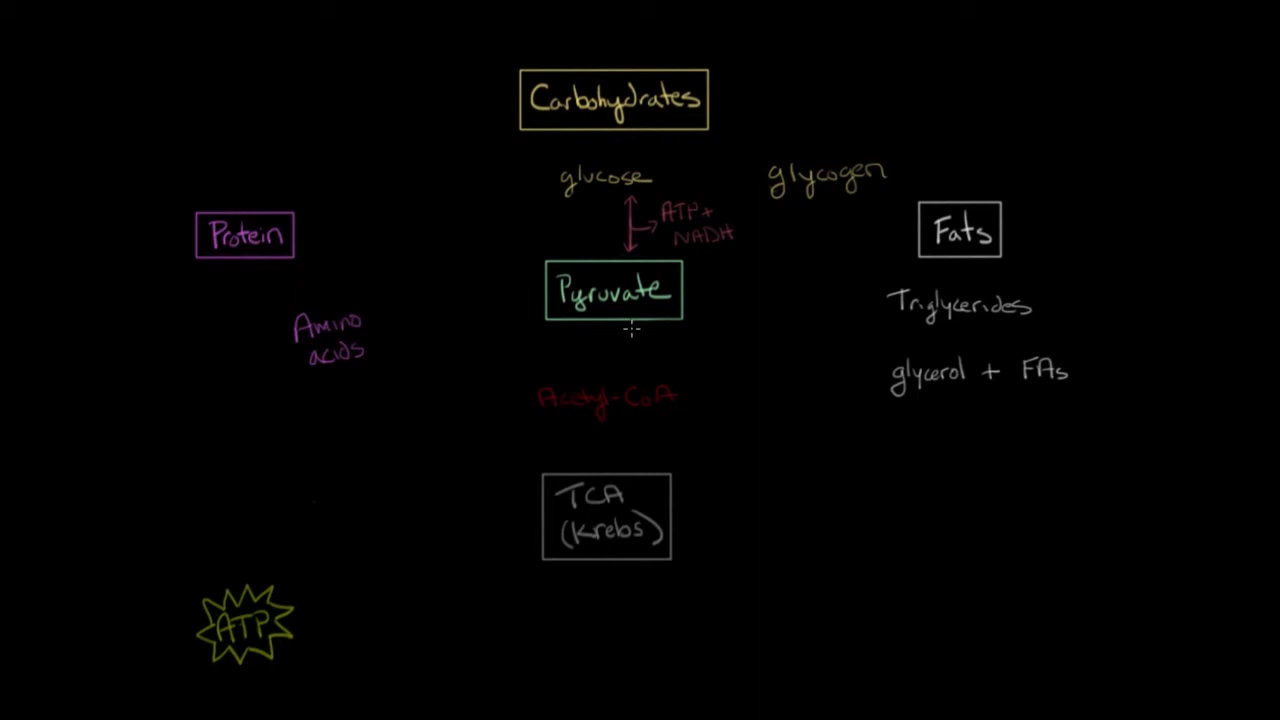 Carbohydrates
glucose
glycogen
ATP+
NADH
Protein
Fats
Pyruvate
Triglycerides
Amino
acids
glycerol + FAs
Acetyl-CoA
TCA
(Krebs)
ATP